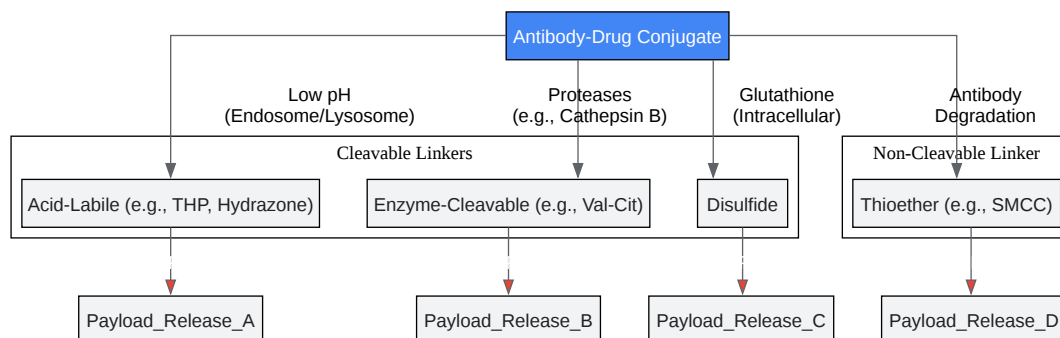 Antibody-Drug Conjugate
Low pH
(Endosome/Lysosome)
Proteases
(e.g., Cathepsin B)
Glutathione
(Intracellular)
Antibody
Degradation
Cleavable Linkers
Non-Cleavable Linker
Acid-Labile (e.g., THP, Hydrazone)
Enzyme-Cleavable (e.g., Val-Cit)
Disulfide
Thioether (e.g., SMCC)
Payload_Release_A
Payload_Release_B
Payload_Release_C
Payload_Release_D